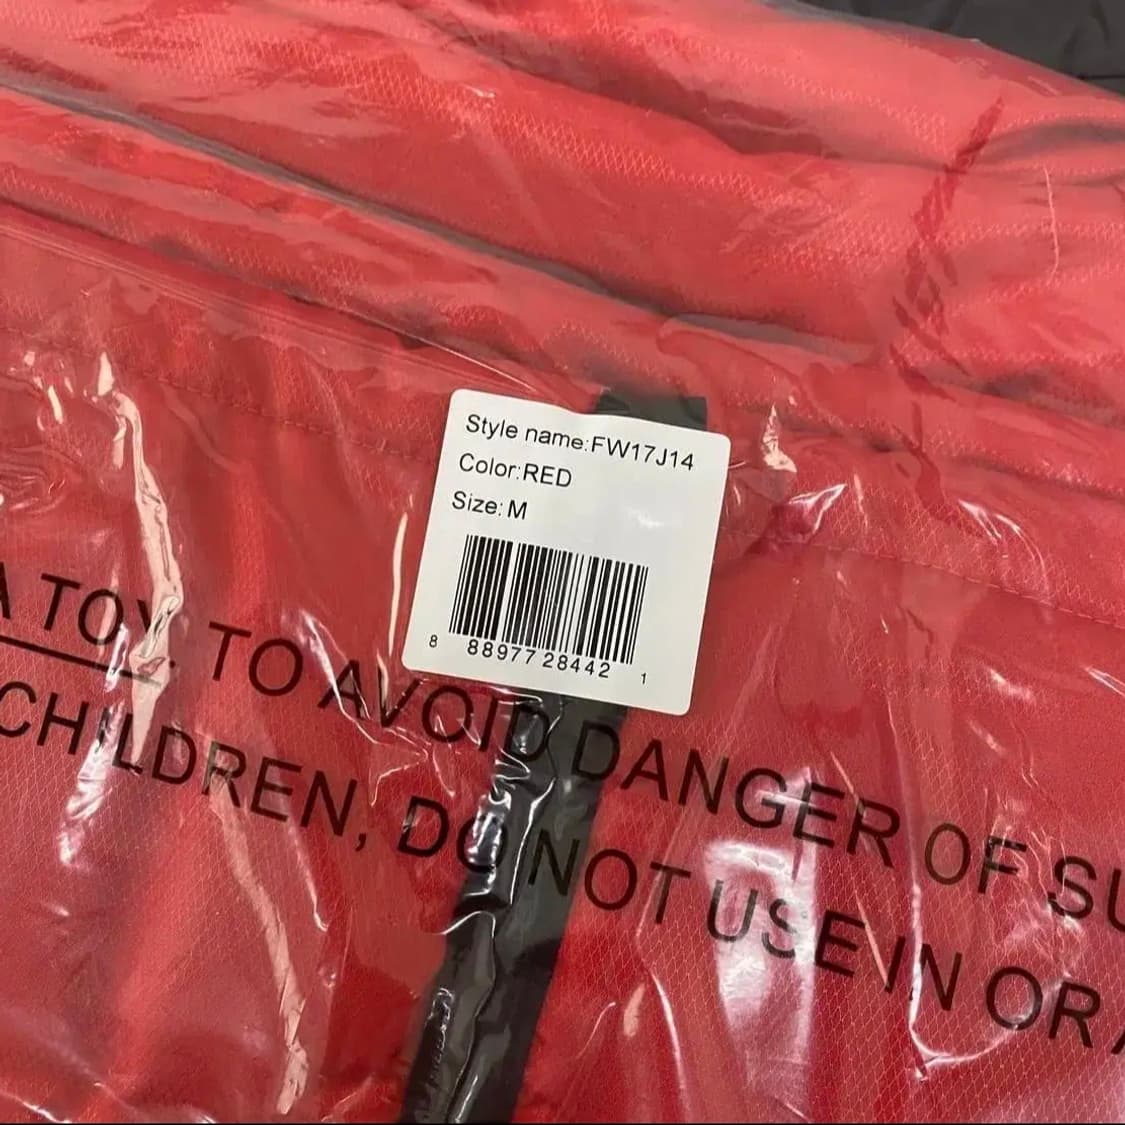 Style name:FW17J14
Color:RED
Size:M
8 88977 28442 1
A TOY. TO AVOID DANGER OF SU
CHILDREN, DO NOT USE IN OR A